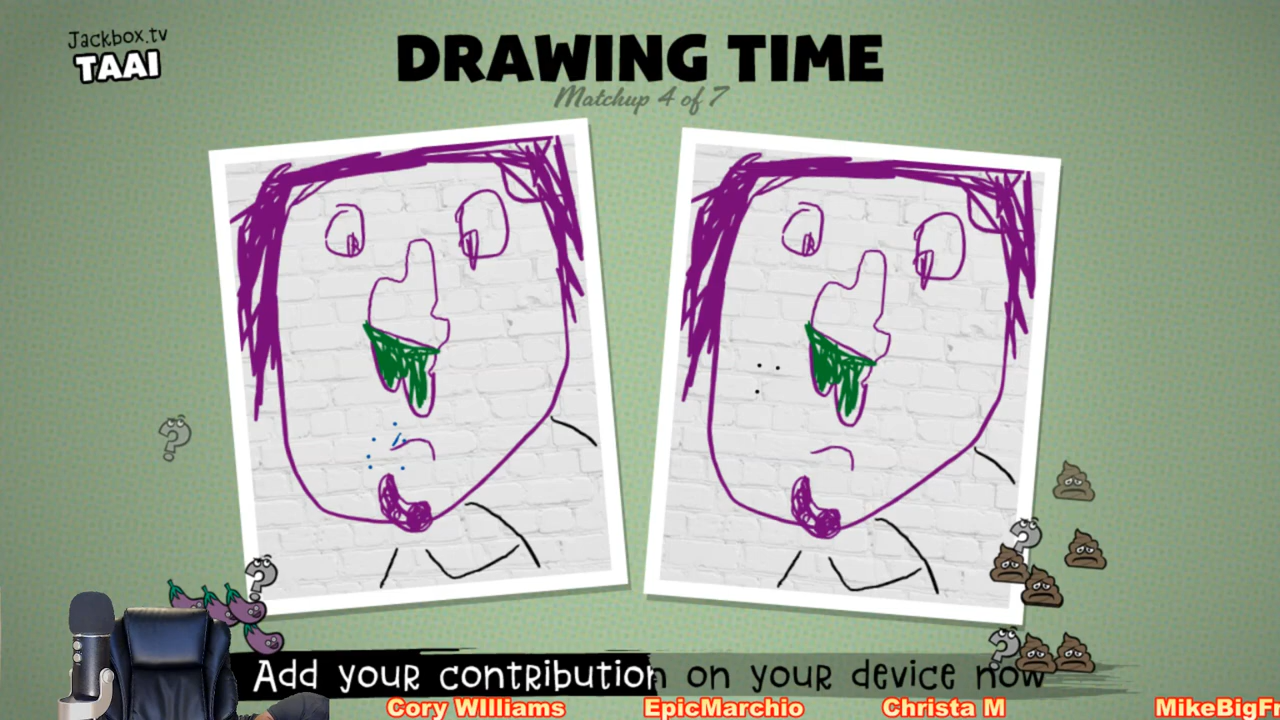 Jackbox.tv
TAAI
DRAWING TIME
Matchup 4 of 7
Add your contribution on your device now
Cory WIlliams EpicMarchio Christa M MikeBigFr